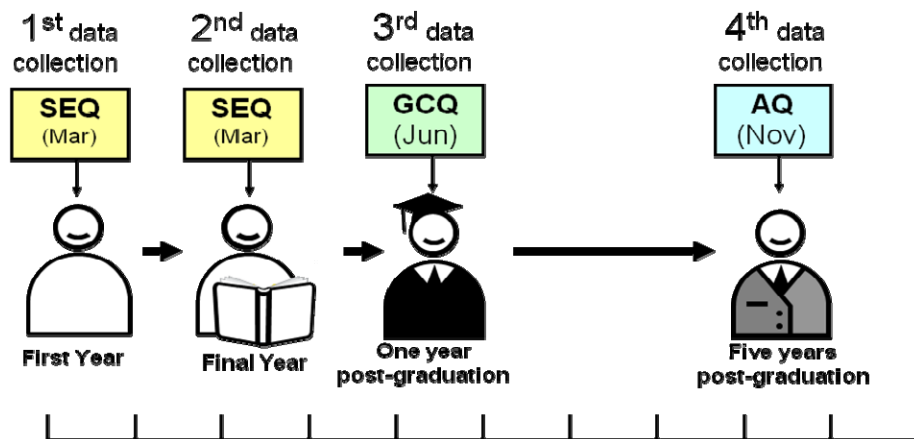 1st data
collection
SEQ
(Mar)
First Year
2nd data
collection
SEQ
(Mar)
Final Year
3rd data
collection
GCQ
(Jun)
One year
post-graduation
4th data
collection
AQ
(Nov)
Five years
post-graduation